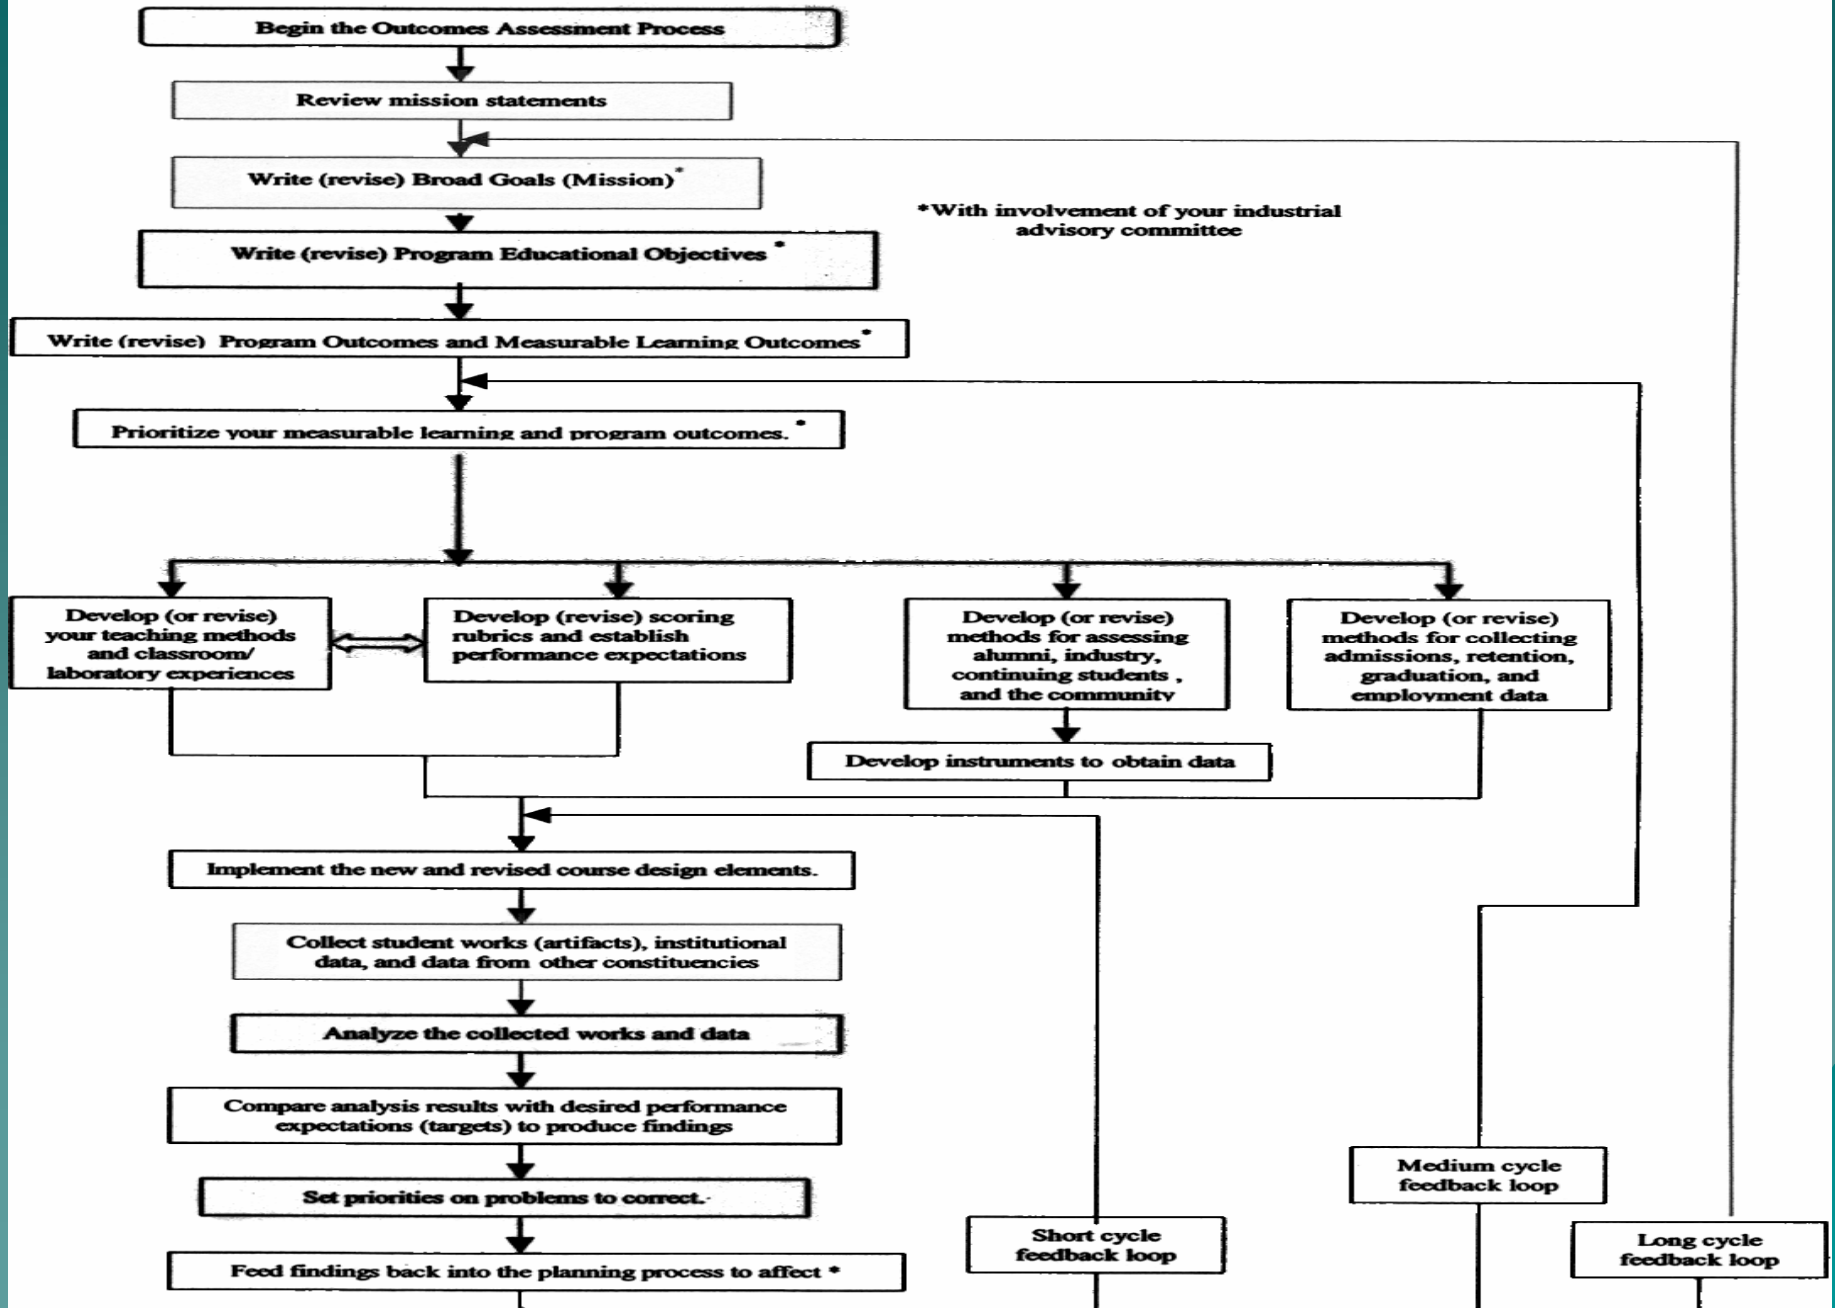 Begin the Outcomes Assessment Process
Review mission statements
Write (revise) Broad Goals (Mission)*
*With involvement of your industrial
advisory committee
Write (revise) Program Educational Objectives *
Write (revise) Program Outcomes and Measurable Learning Outcomes*
Prioritize your measurable learning and program outcomes. *
Develop (or revise)
your teaching methods
and classroom/
laboratory experiences
Develop (revise) scoring
rubrics and establish
performance expectations
Develop (or revise)
methods for assessing
alumni, industry,
continuing students ,
and the community
Develop (or revise)
methods for collecting
admissions, retention,
graduation, and
employment data
Develop instruments to obtain data
Implement the new and revised course design elements.
Collect student works (artifacts), institutional
data, and data from other constituencies
Analyze the collected works and data
Compare analysis results with desired performance
expectations (targets) to produce findings
Set priorities on problems to correct.
Feed findings back into the planning process to affect *
Short cycle
feedback loop
Medium cycle
feedback loop
Long cycle
feedback loop